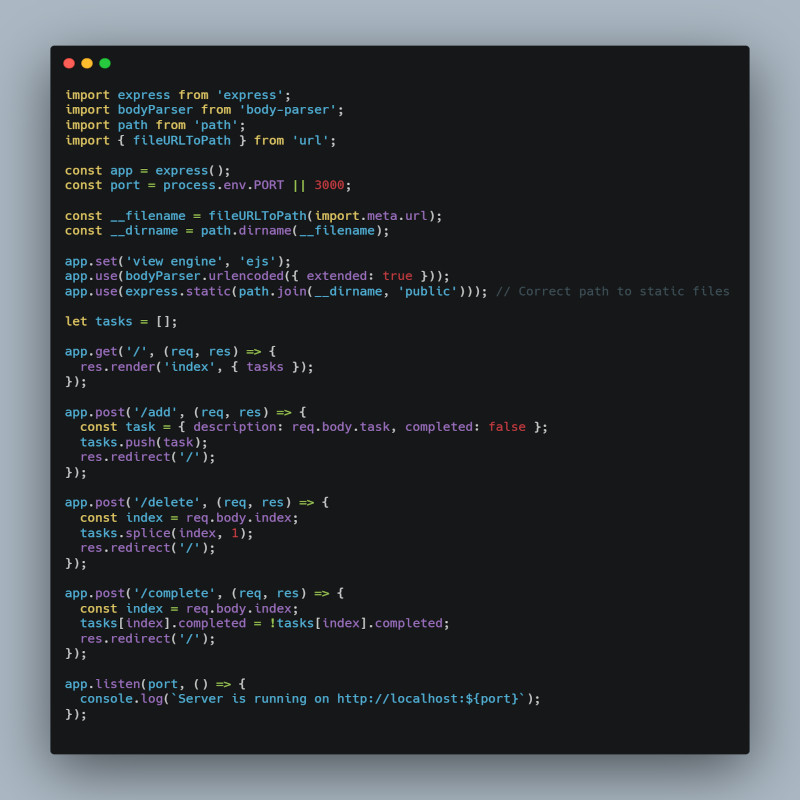 import express from 'express';
import bodyParser from 'body-parser';
import path from 'path';
import { fileURLToPath } from 'url';

const app = express();
const port = process.env.PORT || 3000;

const __filename = fileURLToPath(import.meta.url);
const __dirname = path.dirname(__filename);

app.set('view engine', 'ejs');
app.use(bodyParser.urlencoded({ extended: true }));
app.use(express.static(path.join(__dirname, 'public'))); // Correct path to static files

let tasks = [];

app.get('/', (req, res) => {
  res.render('index', { tasks });
});

app.post('/add', (req, res) => {
  const task = { description: req.body.task, completed: false };
  tasks.push(task);
  res.redirect('/');
});

app.post('/delete', (req, res) => {
  const index = req.body.index;
  tasks.splice(index, 1);
  res.redirect('/');
});

app.post('/complete', (req, res) => {
  const index = req.body.index;
  tasks[index].completed = !tasks[index].completed;
  res.redirect('/');
});

app.listen(port, () => {
  console.log(`Server is running on http://localhost:${port}`);
});